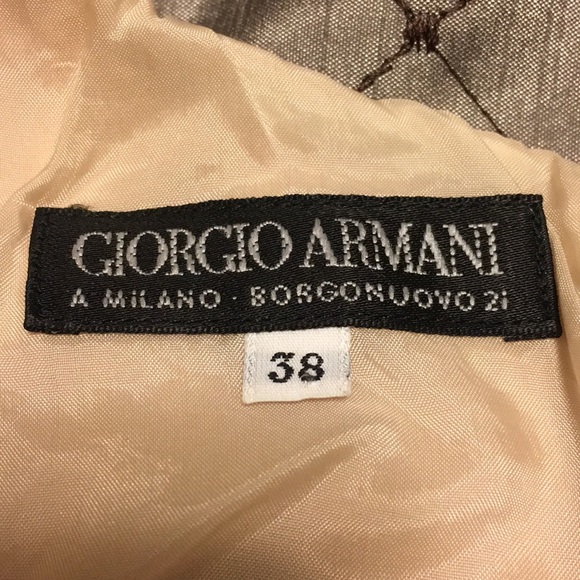 GIORGIO ARMANI
A MILANO · BORGONUOVO 21
38